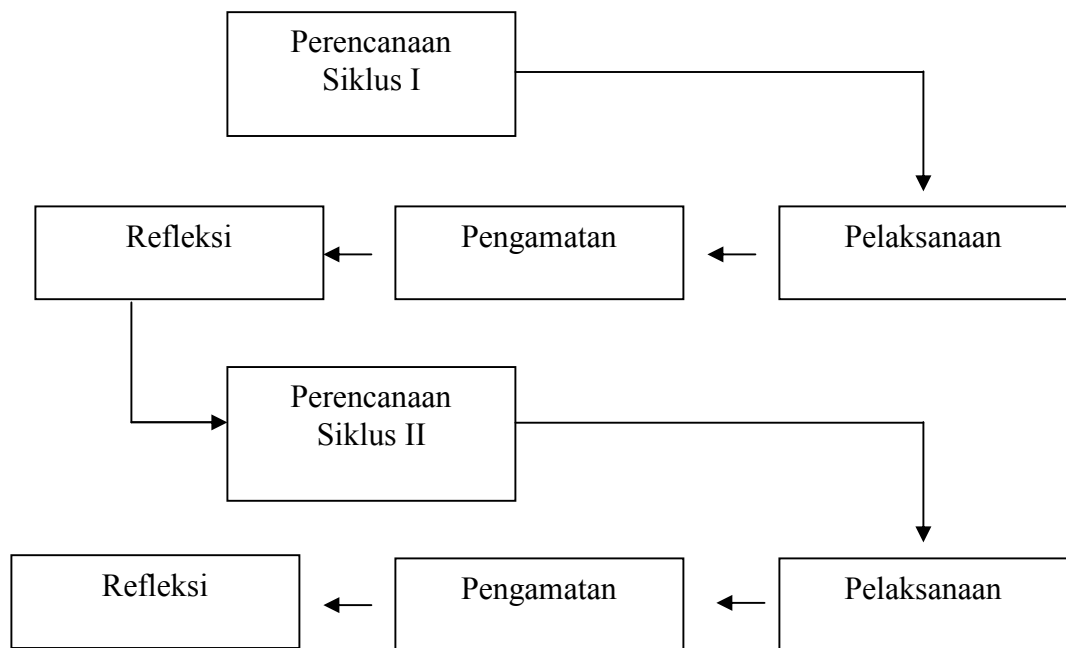 Perencanaan
Siklus I
Refleksi
Pengamatan
Pelaksanaan
Perencanaan
Siklus II
Refleksi
Pengamatan
Pelaksanaan